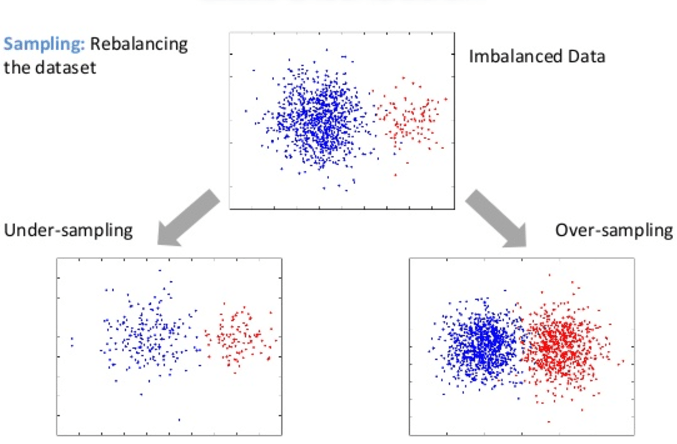 Sampling: Rebalancing
the dataset
Imbalanced Data
Under-sampling
Over-sampling